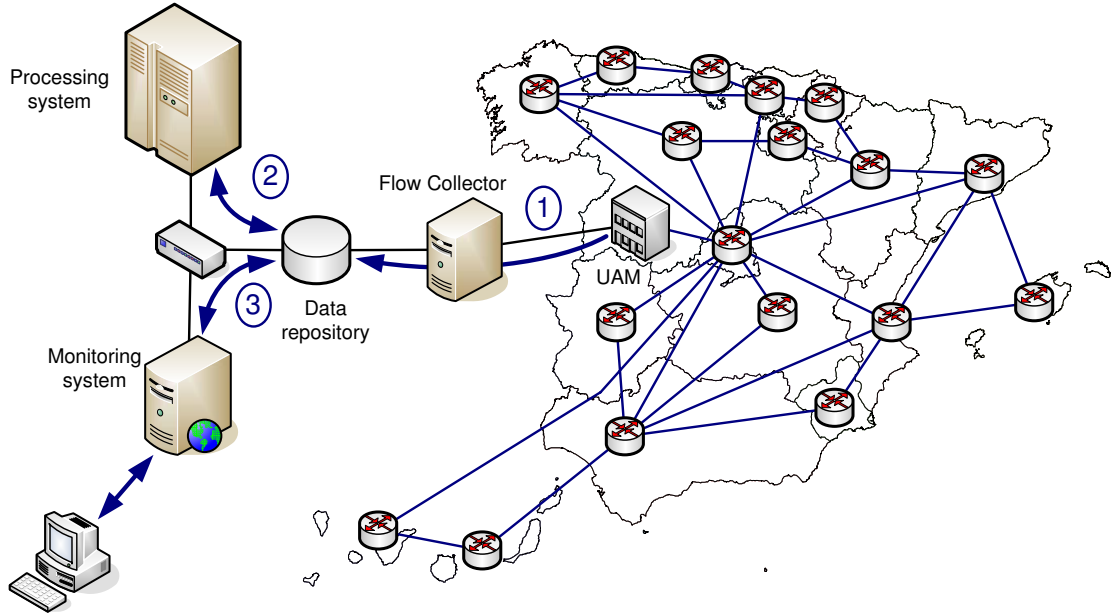 Processing
system
2
Flow Collector
1
UAM
3
Data
repository
Monitoring
system